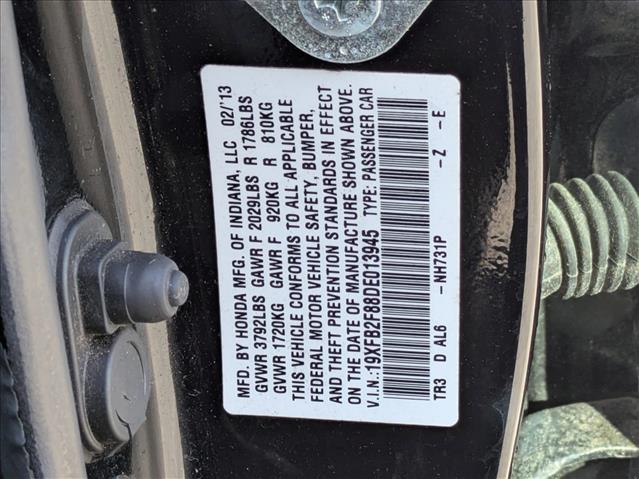 MFD. BY HONDA MFG. OF INDIANA, LLC 02/'13
GVWR 3792LBS GAWR F 2029LBS R 1786LBS
GVWR 1720KG GAWR F 920KG R 810KG
THIS VEHICLE CONFORMS TO ALL APPLICABLE
FEDERAL MOTOR VEHICLE SAFETY, BUMPER,
AND THEFT PREVENTION STANDARDS IN EFFECT
ON THE DATE OF MANUFACTURE SHOWN ABOVE.
V.I.N.:19XFB2F88DE013945 TYPE: PASSENGER CAR
TR3 D AL6 -NH731P -Z -E